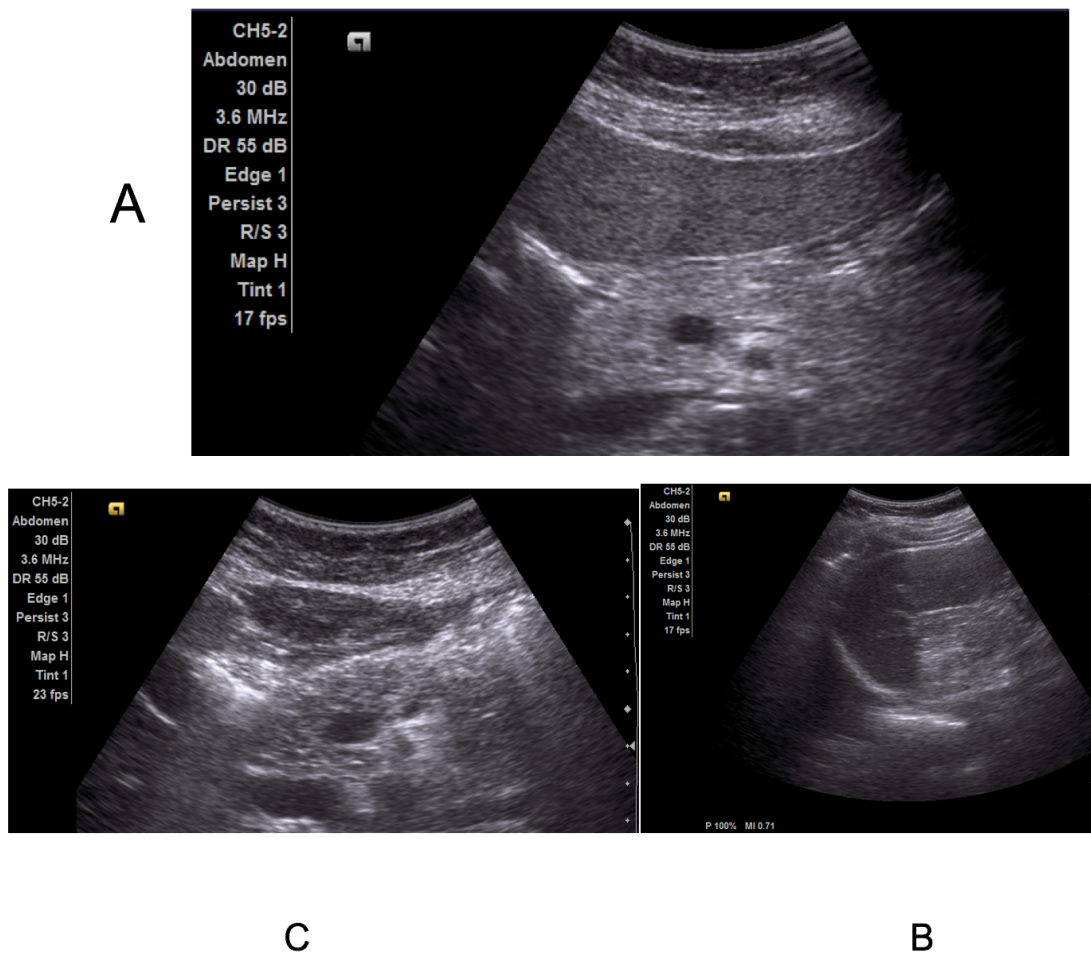 A
CH5-2
Abdomen
30 dB
3.6 MHz
DR 55 dB
Edge 1
Persist 3
R/S 3
Map H
Tint 1
17 fps
CH5-2
Abdomen
30 dB
3.6 MHz
DR 55 dB
Edge 1
Persist 3
R/S 3
Map H
Tint 1
23 fps
CH5-2
Abdomen
30 dB
3.6 MHz
DR 55 dB
Edge 1
Persist 3
R/S 3
Map H
Tint 1
17 fps
P 100% MI 0.71
C
B